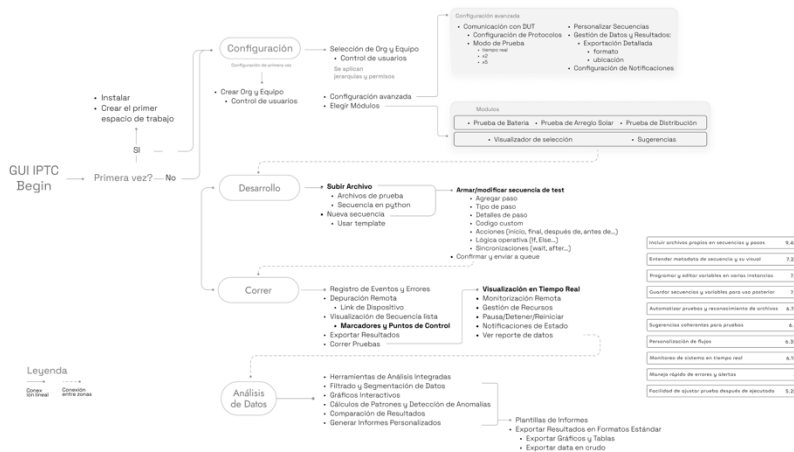 GUI IPTC
Begin
Primera vez?
No
SI
Instalar
Crear el primer
espacio de trabajo
Configuración
Configuración de primera vez
Crear Org y Equipo
Control de usuarios
Selección de Org y Equipo
Control de usuarios
Se aplican
jerarquías y permisos
Configuración avanzada
Elegir Módulos
Configuración avanzada
Comunicación con DUT
Configuración de Protocolos
Modo de Prueba
tiempo real
x2
x5
Personalizar Secuencias
Gestión de Datos y Resultados:
Exportación Detallada
formato
ubicación
Configuración de Notificaciones
Modulos
Prueba de Batería
Prueba de Arreglo Solar
Prueba de Distribución
Visualizador de selección
Sugerencias
Desarrollo
Subir Archivo
Archivos de prueba
Secuencia en python
Nueva secuencia
Usar template
Armar/modificar secuencia de test
Agregar paso
Tipo de paso
Detalles de paso
Codigo custom
Acciones (inicio, final, después de, antes de...)
Lógica operativa (If, Else...)
Sincronizaciones (wait, after...)
Confirmar y enviar a queue
Correr
Registro de Eventos y Errores
Depuración Remota
Link de Dispositivo
Visualización de Secuencia lista
Marcadores y Puntos de Control
Exportar Resultados
Correr Pruebas
Visualización en Tiempo Real
Monitorización Remota
Gestión de Recursos
Pausa/Detener/Reiniciar
Notificaciones de Estado
Ver reporte de datos
Análisis
de Datos
Herramientas de Análisis Integradas
Filtrado y Segmentación de Datos
Gráficos Interactivos
Cálculos de Patrones y Detección de Anomalías
Comparación de Resultados
Generar Informes Personalizados
Plantillas de Informes
Exportar Resultados en Formatos Estándar
Exportar Gráficos y Tablas
Exportar data en crudo
Incluir archivos propios en secuencias y pasos
Entender metadata de secuencia y su visual
Programar y editar variables en varias instancias
Guardar secuencias y variables para uso posterior
Automatizar pruebas y reconocimiento de archivos
Sugerencias coherentes para pruebas
Personalización de flujos
Monitoreo de sistema en tiempo real
Manejo rápido de errores y alertas
Facilidad de ajustar prueba después de ejecutada
Leyenda
Conex
ión lineal
Conexión
entre zonas